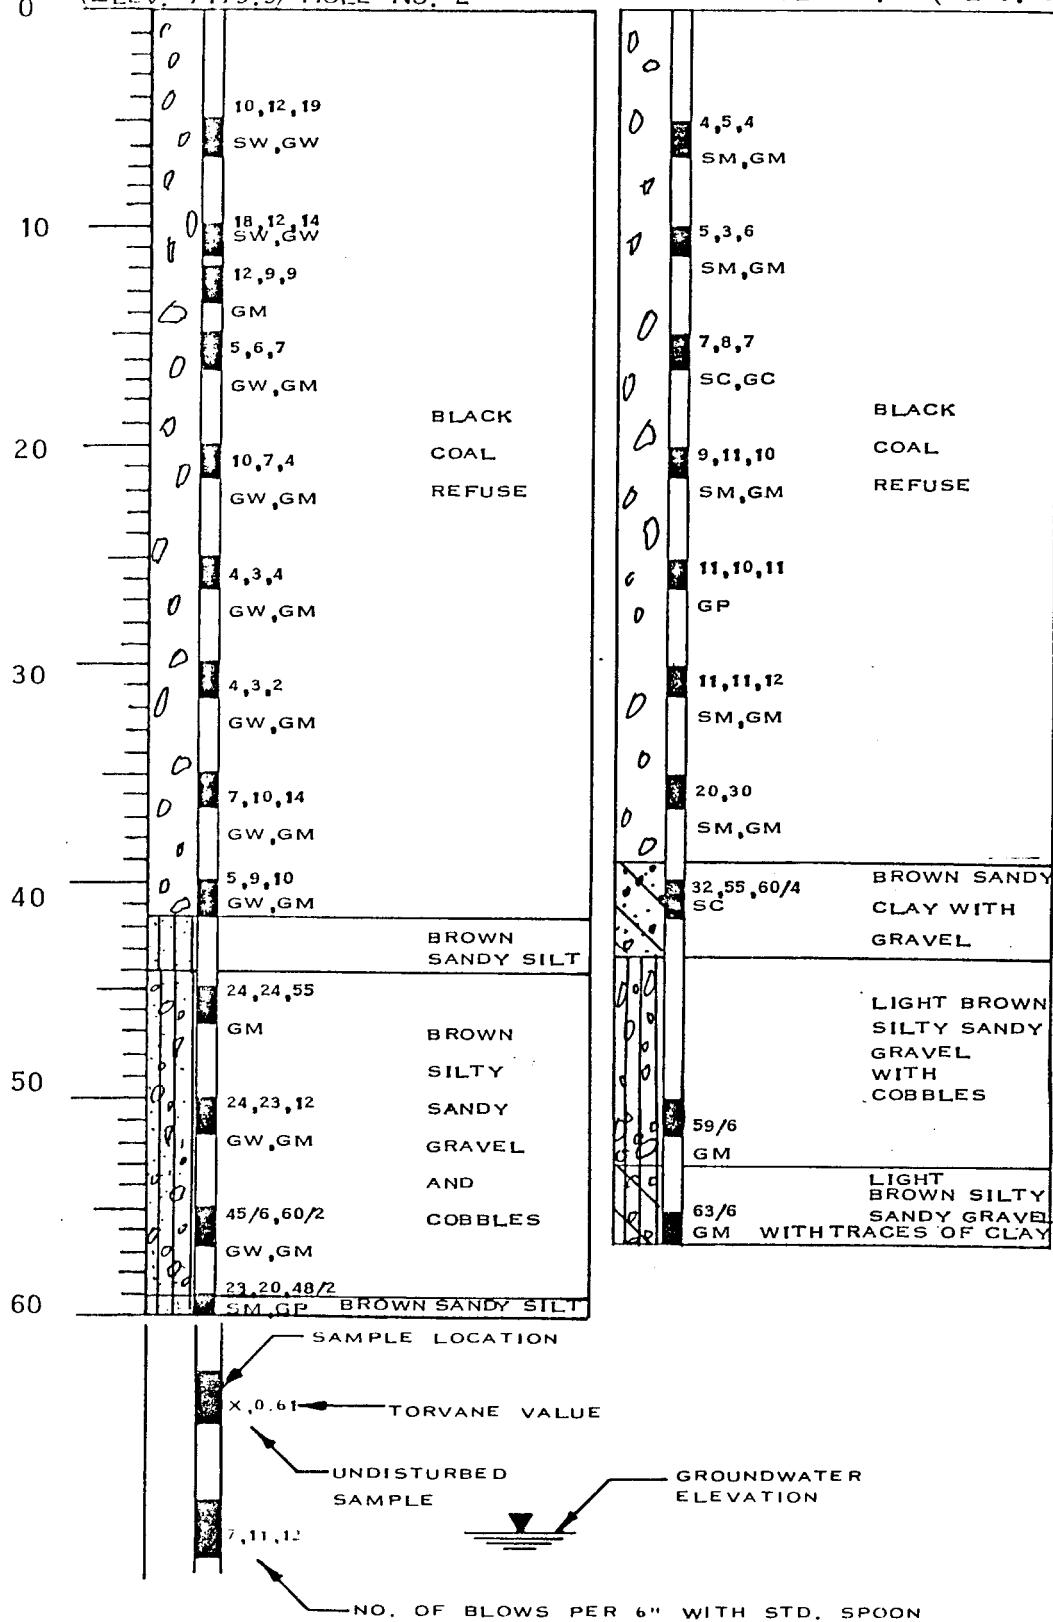 0
HOLE NO. 2
10,12,19
SW,GW
10
18,12,14
SW,GW
12,9,9
GM
5,6,7
GW,GM
BLACK
COAL
REFUSE
20
10,7,4
GW,GM
4,3,4
GW,GM
30
4,3,2
GW,GM
7,10,14
GW,GM
40
5,9,10
GW,GM
BROWN
SANDY SILT
24,24,55
GM
BROWN
SILTY
SANDY
GRAVEL
AND
COBBLES
50
24,23,12
GW,GM
45/6,60/2
GW,GM
60
23,20,48/2
SM,GP BROWN SANDY SILT
4,5,4
SM,GM
5,3,6
SM,GM
7,8,7
SC,GC
BLACK
COAL
REFUSE
9,11,10
SM,GM
11,10,11
GP
11,11,12
SM,GM
20,30
SM,GM
32,55,60/4
SC
BROWN SANDY
CLAY WITH
GRAVEL
LIGHT BROWN
SILTY SANDY
GRAVEL
WITH
COBBLES
59/6
GM
LIGHT
BROWN SILTY
SANDY GRAVEL
WITH TRACES OF CLAY
63/6
GM
SAMPLE LOCATION
X,0.61
TORVANE VALUE
UNDISTURBED
SAMPLE
GROUNDWATER
ELEVATION
7,11,12
NO. OF BLOWS PER 6" WITH STD. SPOON